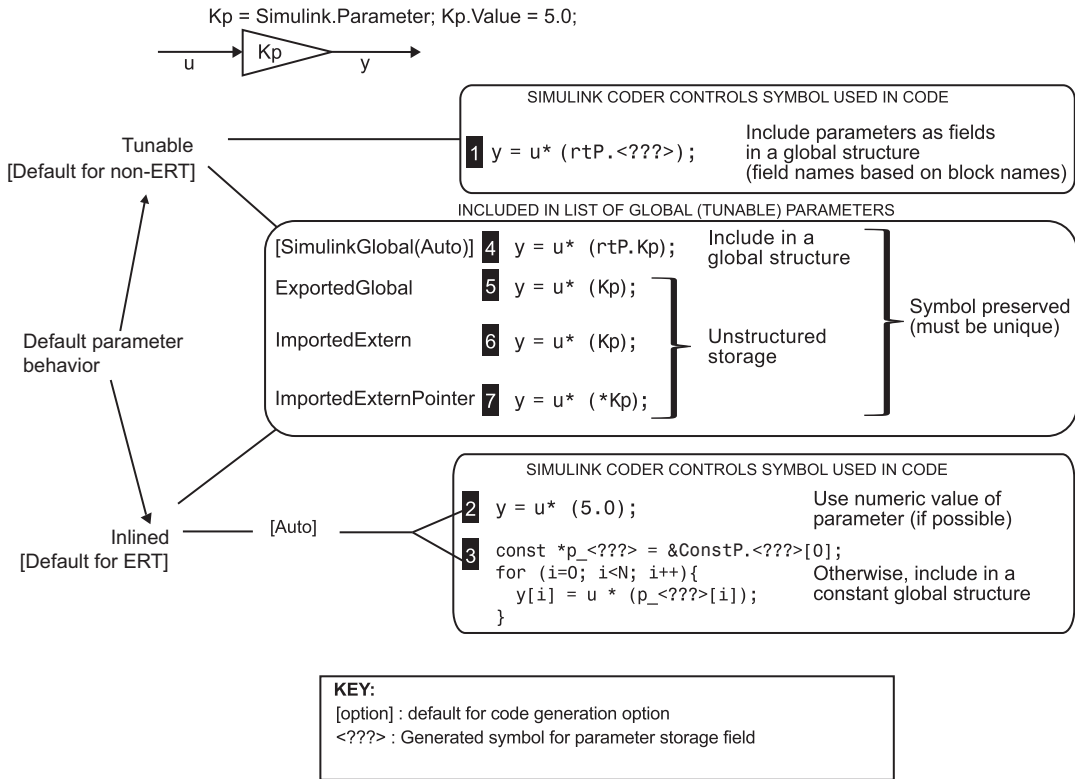 Kp = Simulink.Parameter; Kp.Value = 5.0;
Kp
u
y
SIMULINK CODER CONTROLS SYMBOL USED IN CODE
Tunable
[Default for non-ERT]
1 y = u* (rtP.<???>);
Include parameters as fields
in a global structure
(field names based on block names)
INCLUDED IN LIST OF GLOBAL (TUNABLE) PARAMETERS
[SimulinkGlobal(Auto)] 4 y = u* (rtP.Kp);
Include in a
global structure
ExportedGlobal 5 y = u* (Kp);
ImportedExtern 6 y = u* (Kp);
ImportedExternPointer 7 y = u* (*Kp);
Unstructured
storage
Symbol preserved
(must be unique)
Default parameter
behavior
SIMULINK CODER CONTROLS SYMBOL USED IN CODE
Inlined
[Default for ERT]
[Auto]
2 y = u* (5.0);
Use numeric value of
parameter (if possible)
3 const *p_<???> = &ConstP.<???>[0];
for (i=0; i<N; i++){
y[i] = u * (p_<???>[i]);
}
Otherwise, include in a
constant global structure
KEY:
[option] : default for code generation option
<???> : Generated symbol for parameter storage field